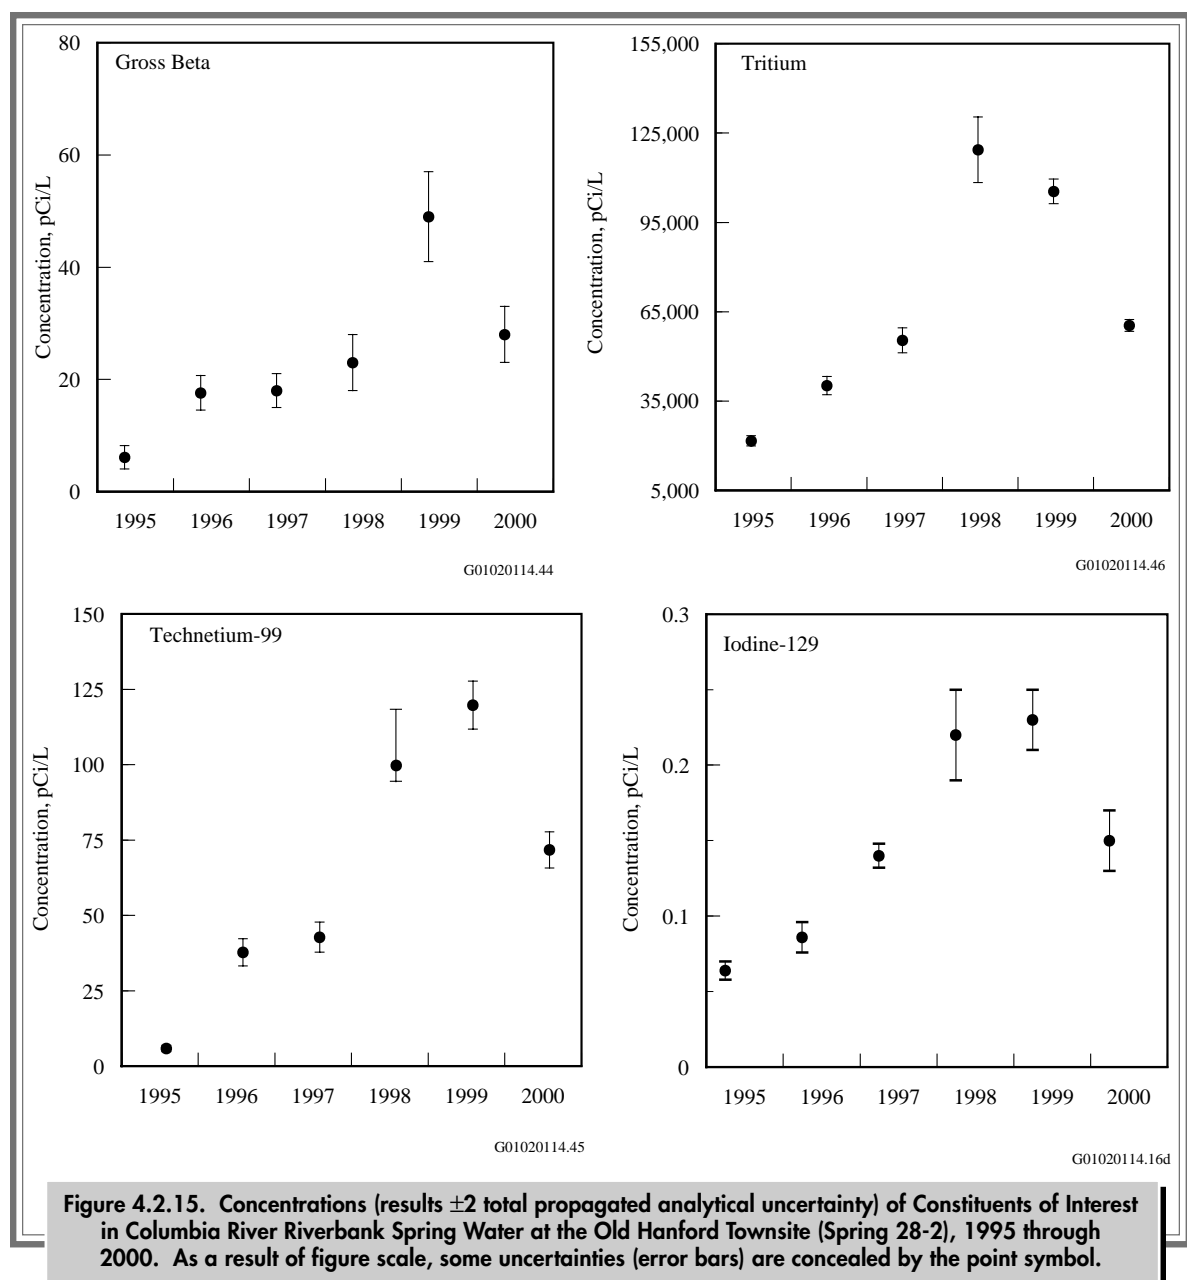 Gross Beta
Concentration, pCi/L
80
60
40
20
0
1995 1996 1997 1998 1999 2000
G01020114.44
Tritium
Concentration, pCi/L
155,000
125,000
95,000
65,000
35,000
5,000
1995 1996 1997 1998 1999 2000
G01020114.46
Technetium-99
Concentration, pCi/L
150
125
100
75
50
25
0
1995 1996 1997 1998 1999 2000
G01020114.45
Iodine-129
Concentration, pCi/L
0.3
0.2
0.1
0
1995 1996 1997 1998 1999 2000
G01020114.16d
Figure 4.2.15. Concentrations (results ±2 total propagated analytical uncertainty) of Constituents of Interest
in Columbia River Riverbank Spring Water at the Old Hanford Townsite (Spring 28-2), 1995 through
2000. As a result of figure scale, some uncertainties (error bars) are concealed by the point symbol.